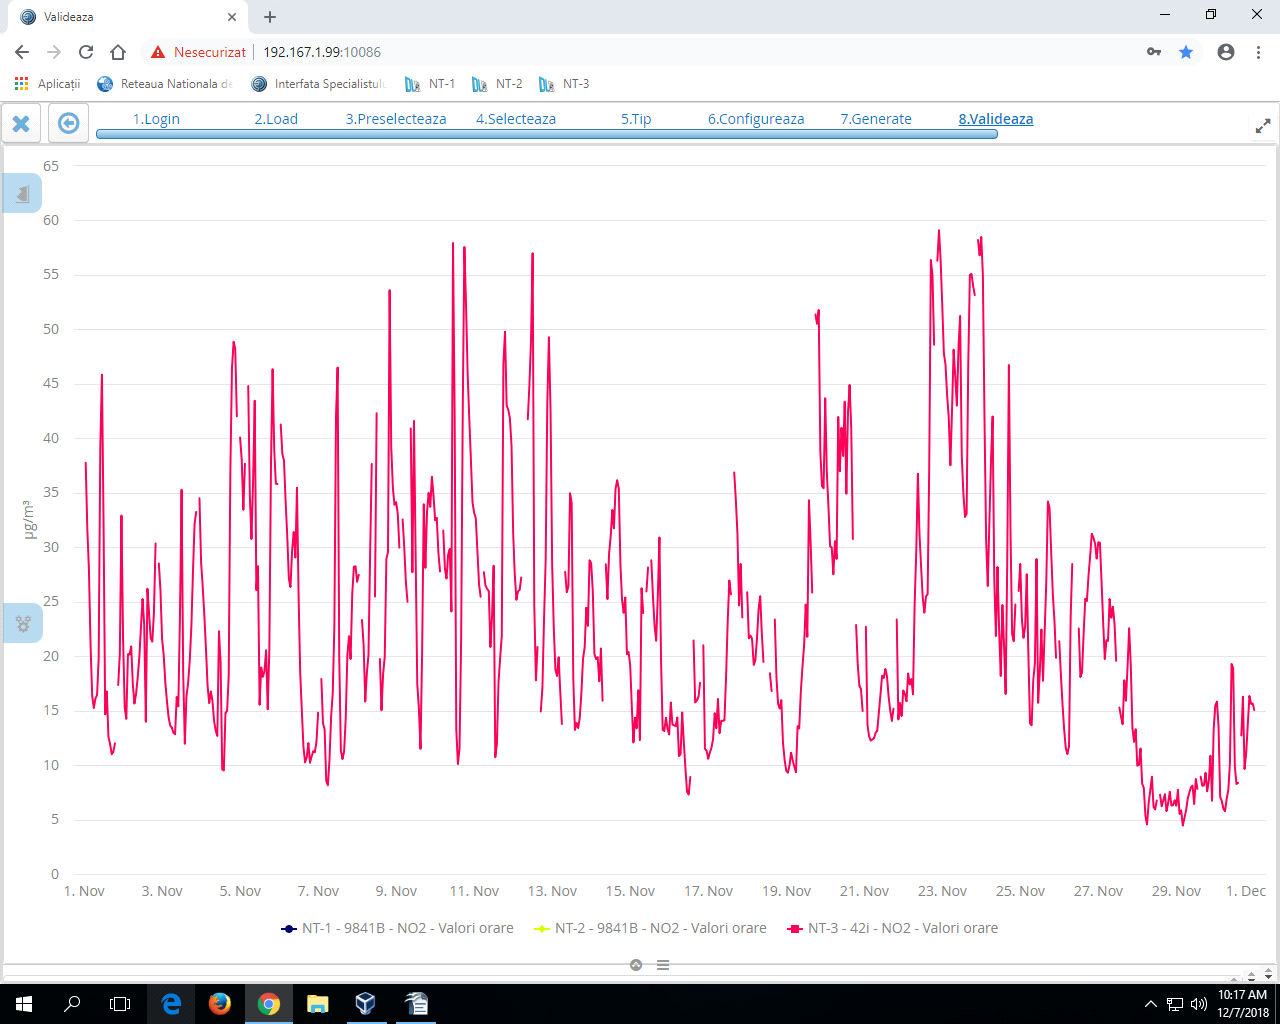 Valideaza
Nesecurizat
192.167.1.99:10086
Aplicații
Reteaua Nationala de
Interfata Specialistulu
NT-1
NT-2
NT-3
1.Login
2.Load
3.Preselecteaza
4.Selecteaza
5.Tip
6.Configureaza
7.Generate
8.Valideaza
65
60
55
50
45
40
35
30
25
20
15
10
5
0
µg/m³
1. Nov
3. Nov
5. Nov
7. Nov
9. Nov
11. Nov
13. Nov
15. Nov
17. Nov
19. Nov
21. Nov
23. Nov
25. Nov
27. Nov
29. Nov
1. Dec
NT-1 - 9841B - NO2 - Valori orare
NT-2 - 9841B - NO2 - Valori orare
NT-3 - 42i - NO2 - Valori orare
10:17 AM
12/7/2018